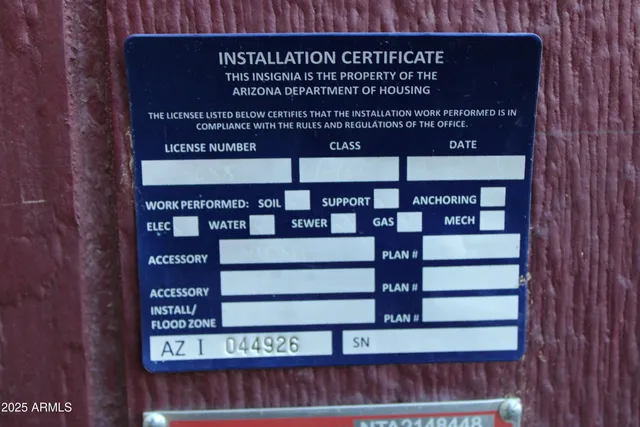 INSTALLATION CERTIFICATE
THIS INSIGNIA IS THE PROPERTY OF THE
ARIZONA DEPARTMENT OF HOUSING
THE LICENSEE LISTED BELOW CERTIFIES THAT THE INSTALLATION WORK PERFORMED IS IN
COMPLIANCE WITH THE RULES AND REGULATIONS OF THE OFFICE.
LICENSE NUMBER CLASS DATE
WORK PERFORMED: SOIL SUPPORT ANCHORING
ELEC WATER SEWER GAS MECH
ACCESSORY PLAN #
ACCESSORY PLAN #
INSTALL/
FLOOD ZONE PLAN #
AZ I 044926 SN
NTA2148448
2025 ARMLS